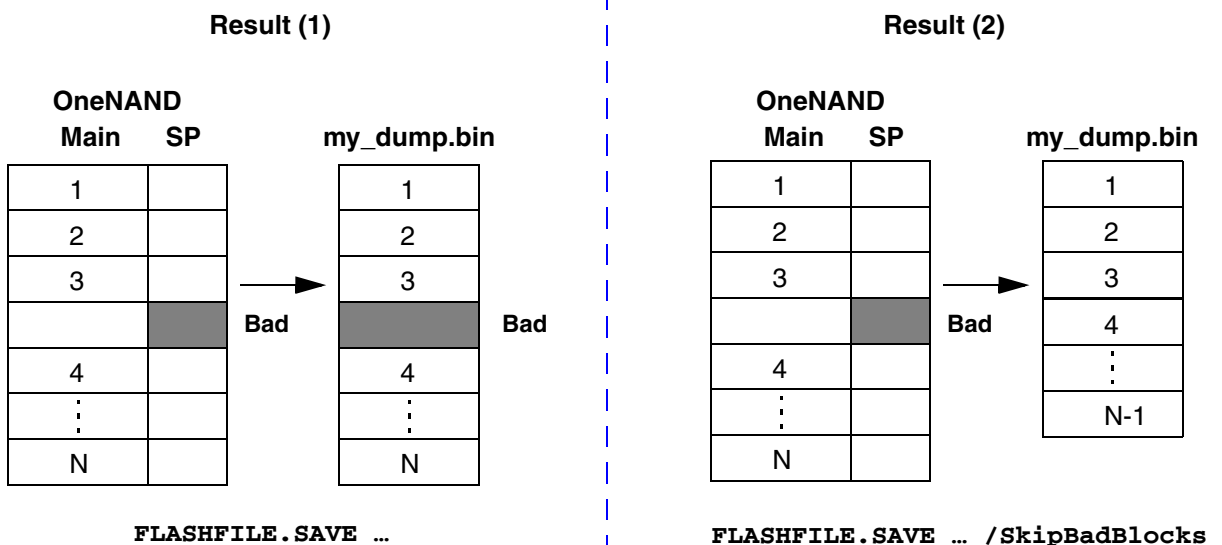 Result (1)
OneNAND
Main SP my_dump.bin
1 1
2 2
3 3
Bad Bad
4 4
N N
FLASHFILE.SAVE …
Result (2)
OneNAND
Main SP my_dump.bin
1 1
2 2
3 3
Bad 4
4
N-1
N
FLASHFILE.SAVE … /SkipBadBlocks